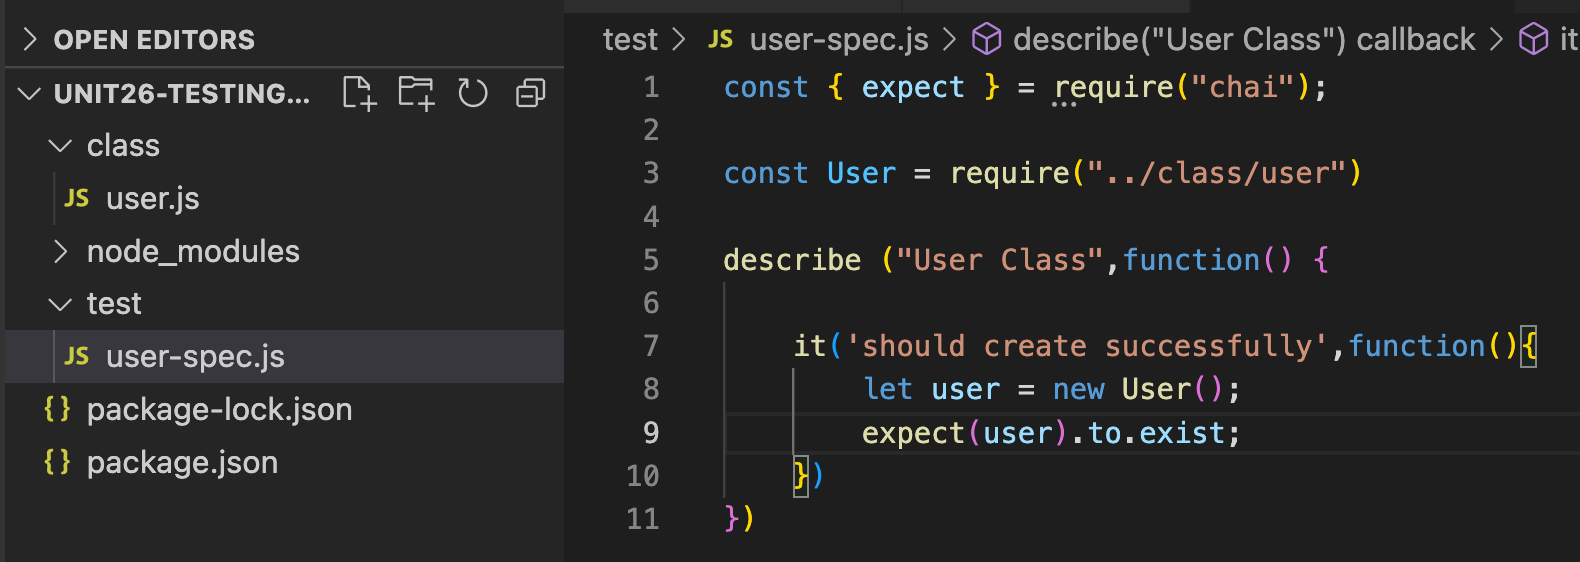 OPEN EDITORS
UNIT26-TESTING...
class
JS user.js
node_modules
test
JS user-spec.js
{} package-lock.json
{} package.json
test > JS user-spec.js > describe("User Class") callback > it
1 const { expect } = require("chai");
2
3 const User = require("../class/user")
4
5 describe ("User Class",function() {
6
7 it('should create successfully',function(){
8 let user = new User();
9 expect(user).to.exist;
10 })
11 })